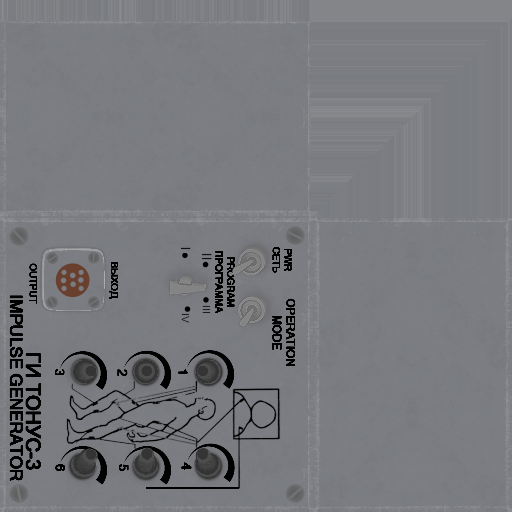 PWR
СЕТЬ
OPERATION
MODE
PROGRAM
ПРОГРАММА
I
II
III
IV
ВЫХОД
OUTPUT
1
4
2
5
3
6
ГИ ТОНУС-3
IMPULSE GENERATOR